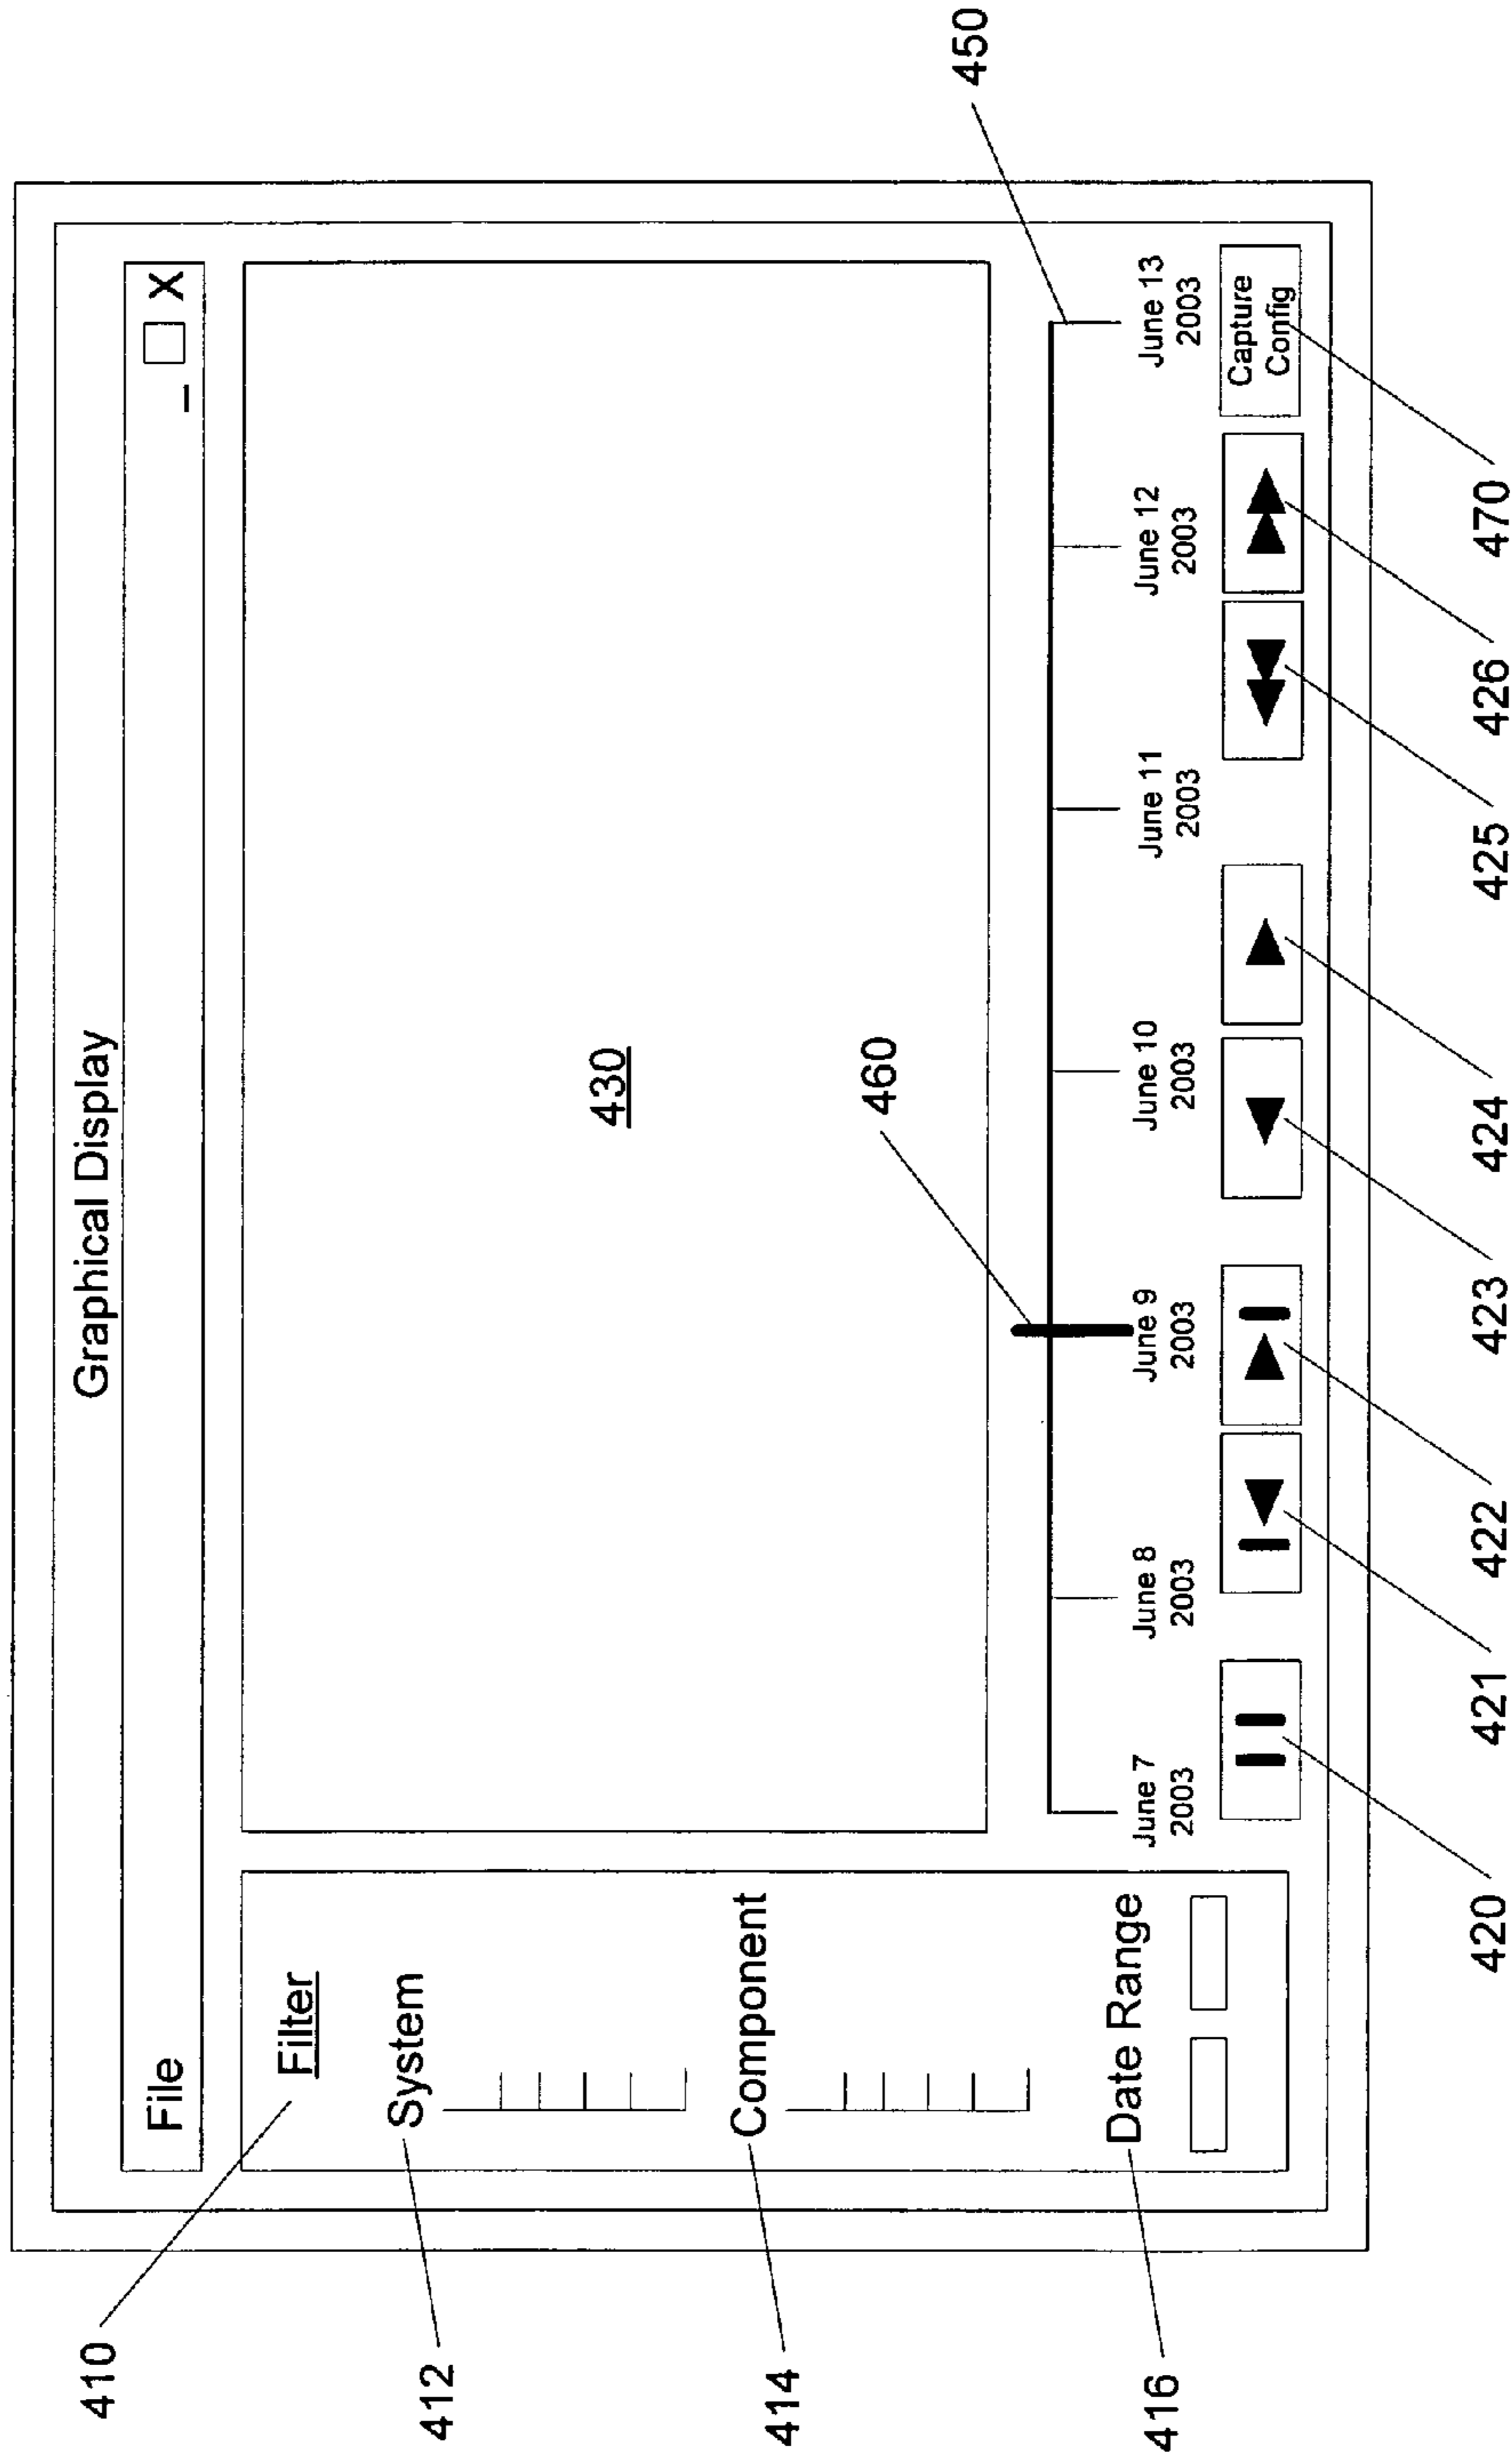 Graphical Display
File _ X
410
Filter
412
System
414
Component
416
Date Range
430
460
450
June 7
2003
June 8
2003
June 9
2003
June 10
2003
June 11
2003
June 12
2003
June 13
2003
Capture
Config
420
421
422
423
424
425
426
470